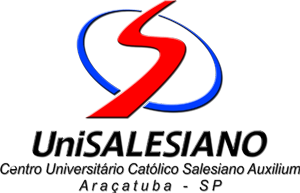 UniSALESIANO
Centro Universitário Católico Salesiano Auxilium
Araçatuba - SP